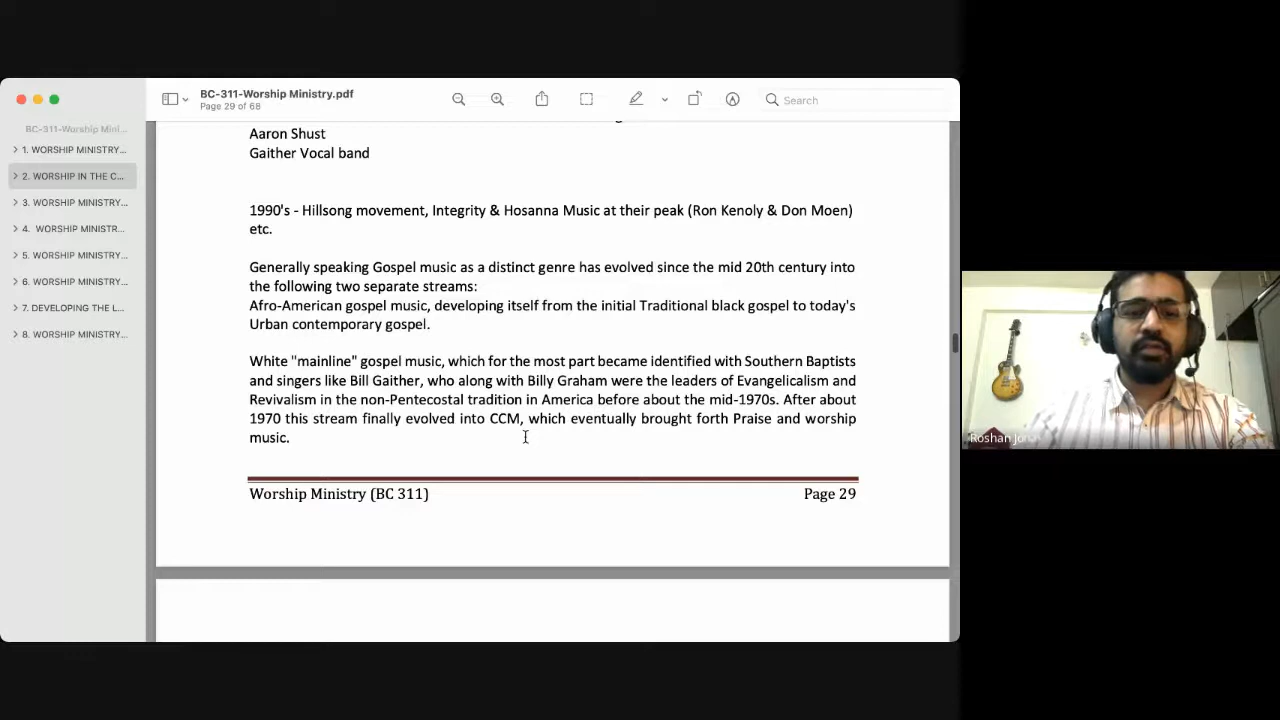 BC-311-Worship Ministry.pdf
Page 29 of 68
Search
BC-311-Worship Mini...
1. WORSHIP MINISTRY...
2. WORSHIP IN THE C...
3. WORSHIP MINISTRY...
4. WORSHIP MINISTR...
5. WORSHIP MINISTRY...
6. WORSHIP MINISTRY...
7. DEVELOPING THE L...
8. WORSHIP MINISTRY...
Aaron Shust
Gaither Vocal band
1990's - Hillsong movement, Integrity & Hosanna Music at their peak (Ron Kenoly & Don Moen)
etc.
Generally speaking Gospel music as a distinct genre has evolved since the mid 20th century into
the following two separate streams:
Afro-American gospel music, developing itself from the initial Traditional black gospel to today's
Urban contemporary gospel.
White "mainline" gospel music, which for the most part became identified with Southern Baptists
and singers like Bill Gaither, who along with Billy Graham were the leaders of Evangelicalism and
Revivalism in the non-Pentecostal tradition in America before about the mid-1970s. After about
1970 this stream finally evolved into CCM, which eventually brought forth Praise and worship
music.
Worship Ministry (BC 311)
Page 29
Roshan